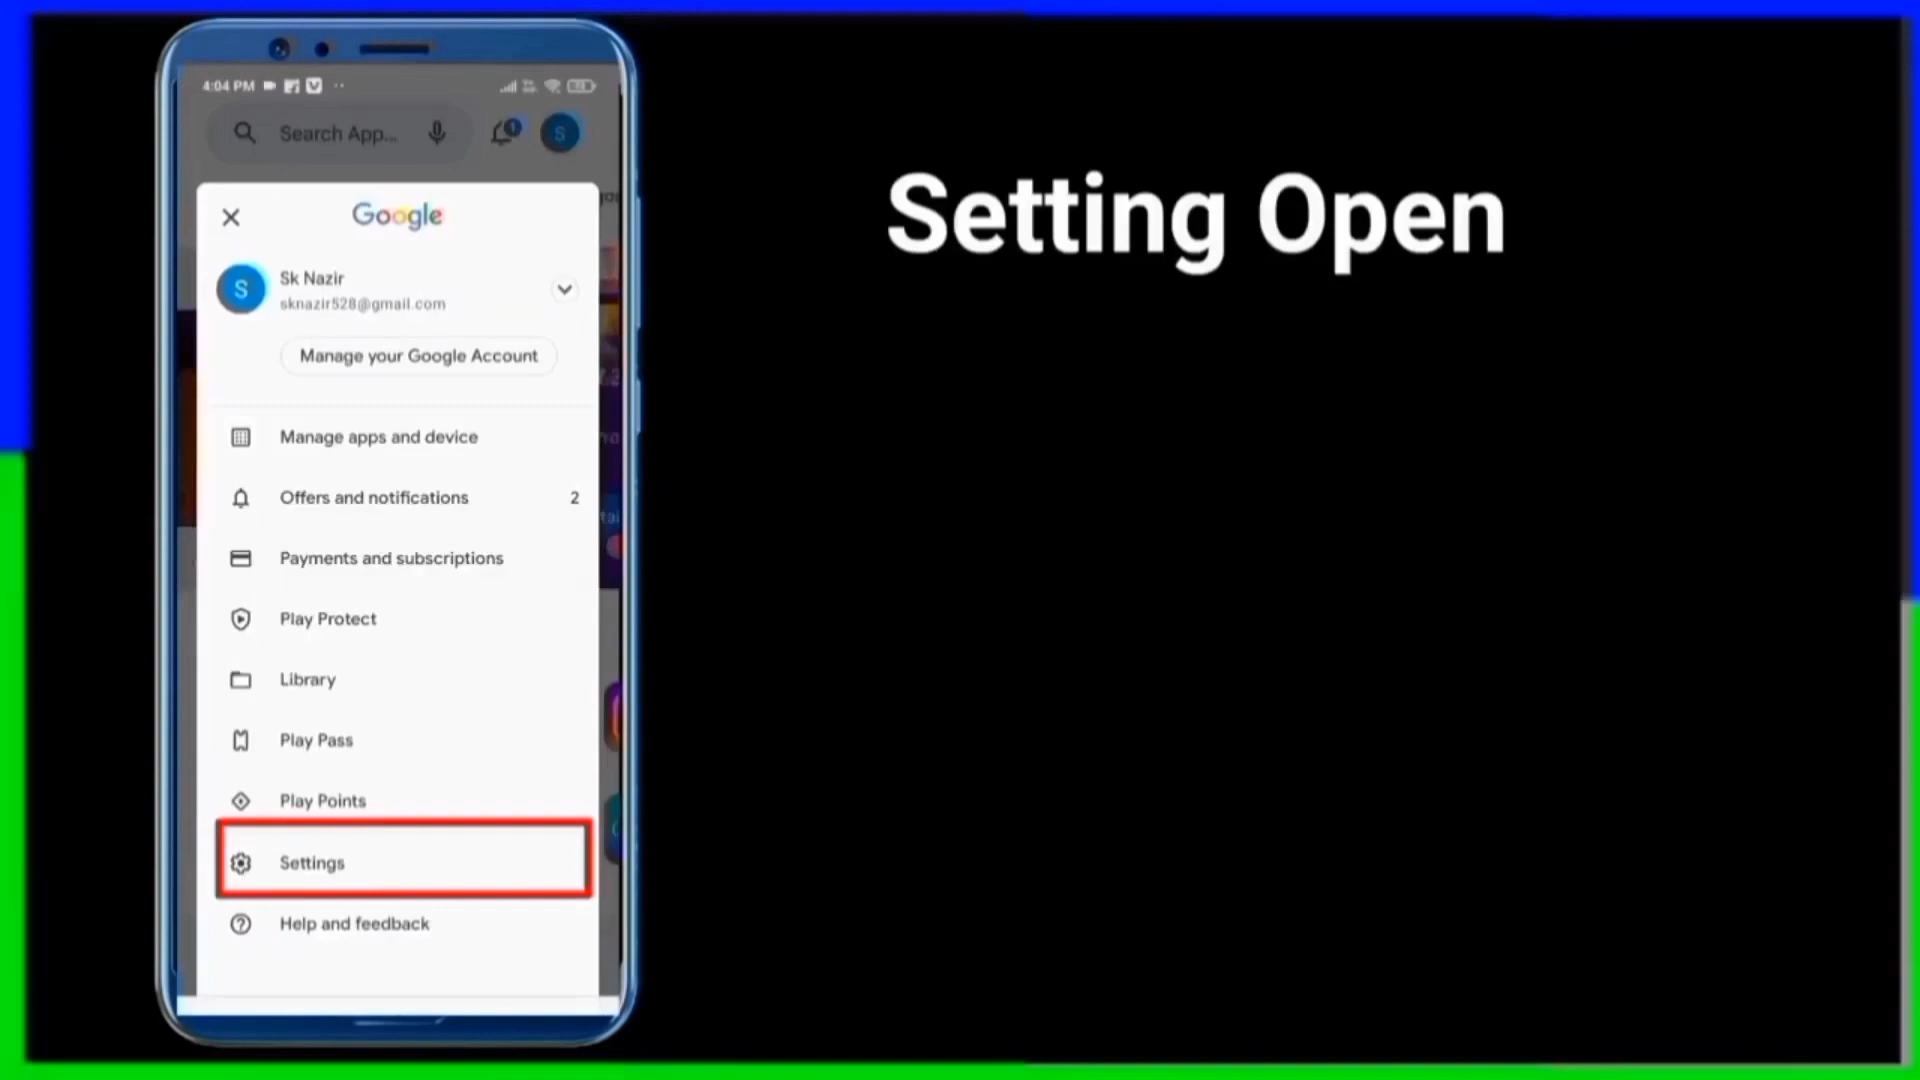 4:04 PM
Search App...
1
S
Setting Open
Google
S
Sk Nazir
sknazir528@gmail.com
Manage your Google Account
Manage apps and device
Offers and notifications 2
Payments and subscriptions
Play Protect
Library
Play Pass
Play Points
Settings
Help and feedback